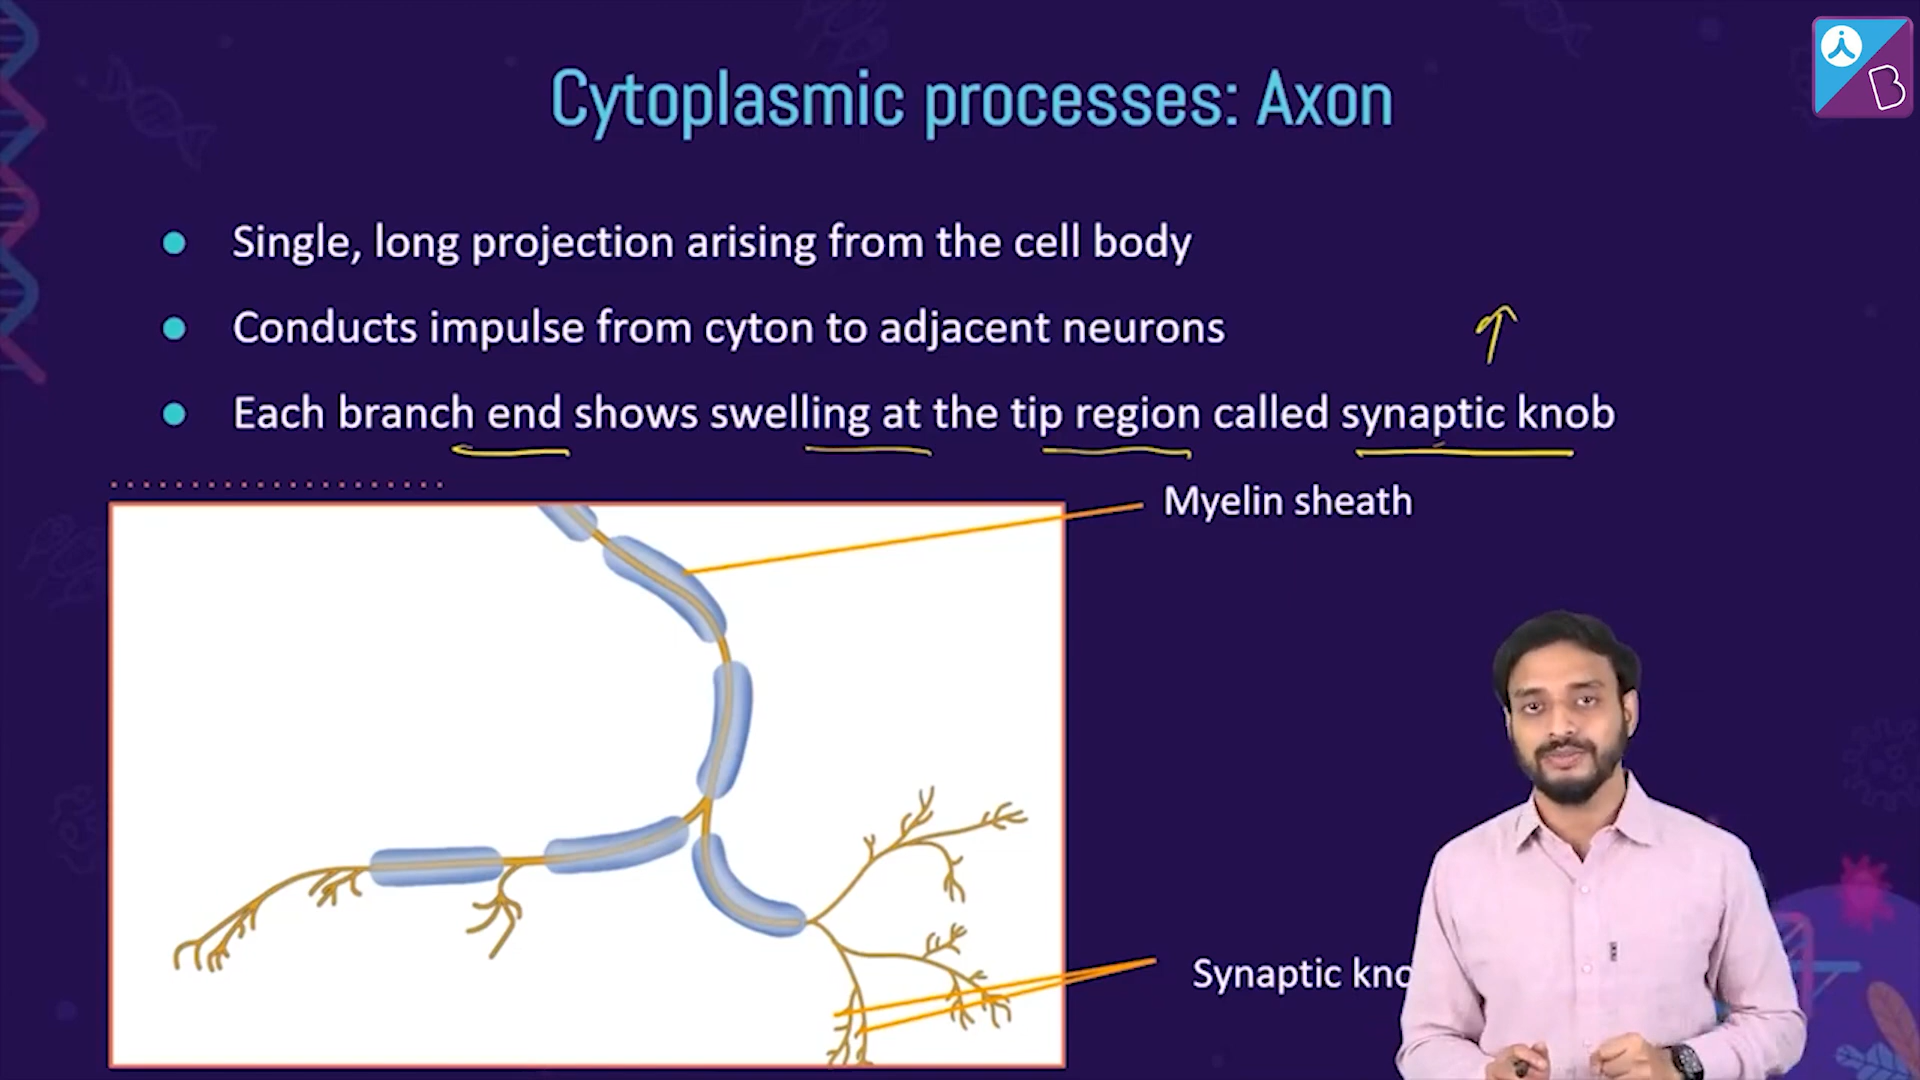 Cytoplasmic processes: Axon
B
Single, long projection arising from the cell body
Conducts impulse from cyton to adjacent neurons
Each branch end shows swelling at the tip region called synaptic knob
Myelin sheath
Synaptic